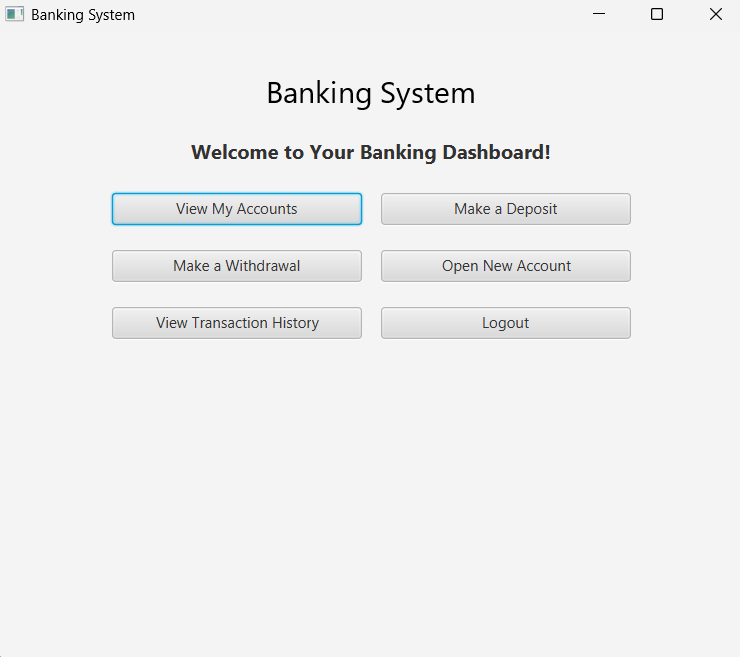 Banking System
Banking System
Welcome to Your Banking Dashboard!
View My Accounts
Make a Deposit
Make a Withdrawal
Open New Account
View Transaction History
Logout